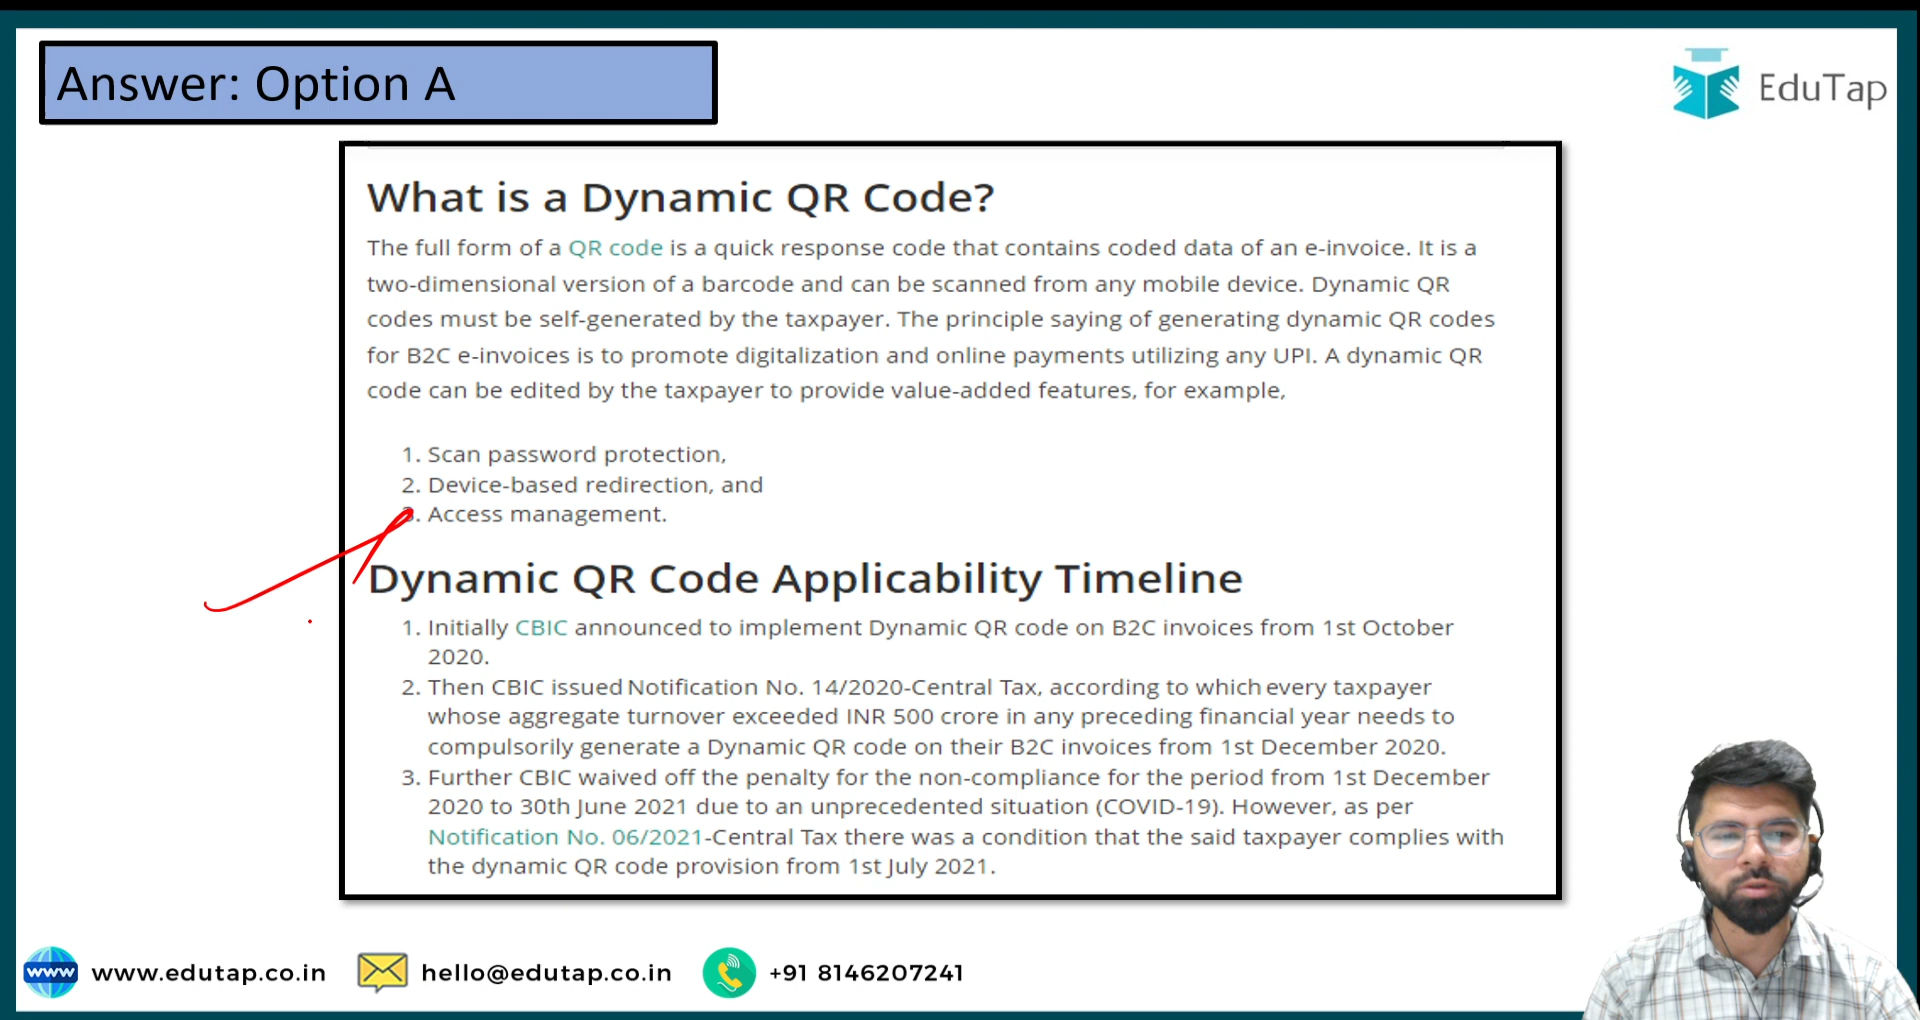 Answer: Option A
EduTap
What is a Dynamic QR Code?
The full form of a QR code is a quick response code that contains coded data of an e-invoice. It is a
two-dimensional version of a barcode and can be scanned from any mobile device. Dynamic QR
codes must be self-generated by the taxpayer. The principle saying of generating dynamic QR codes
for B2C e-invoices is to promote digitalization and online payments utilizing any UPI. A dynamic QR
code can be edited by the taxpayer to provide value-added features, for example,
1. Scan password protection,
2. Device-based redirection, and
3. Access management.
Dynamic QR Code Applicability Timeline
1. Initially CBIC announced to implement Dynamic QR code on B2C invoices from 1st October
2020.
2. Then CBIC issued Notification No. 14/2020-Central Tax, according to which every taxpayer
whose aggregate turnover exceeded INR 500 crore in any preceding financial year needs to
compulsorily generate a Dynamic QR code on their B2C invoices from 1st December 2020.
3. Further CBIC waived off the penalty for the non-compliance for the period from 1st December
2020 to 30th June 2021 due to an unprecedented situation (COVID-19). However, as per
Notification No. 06/2021-Central Tax there was a condition that the said taxpayer complies with
the dynamic QR code provision from 1st July 2021.
www www.edutap.co.in hello@edutap.co.in +91 8146207241